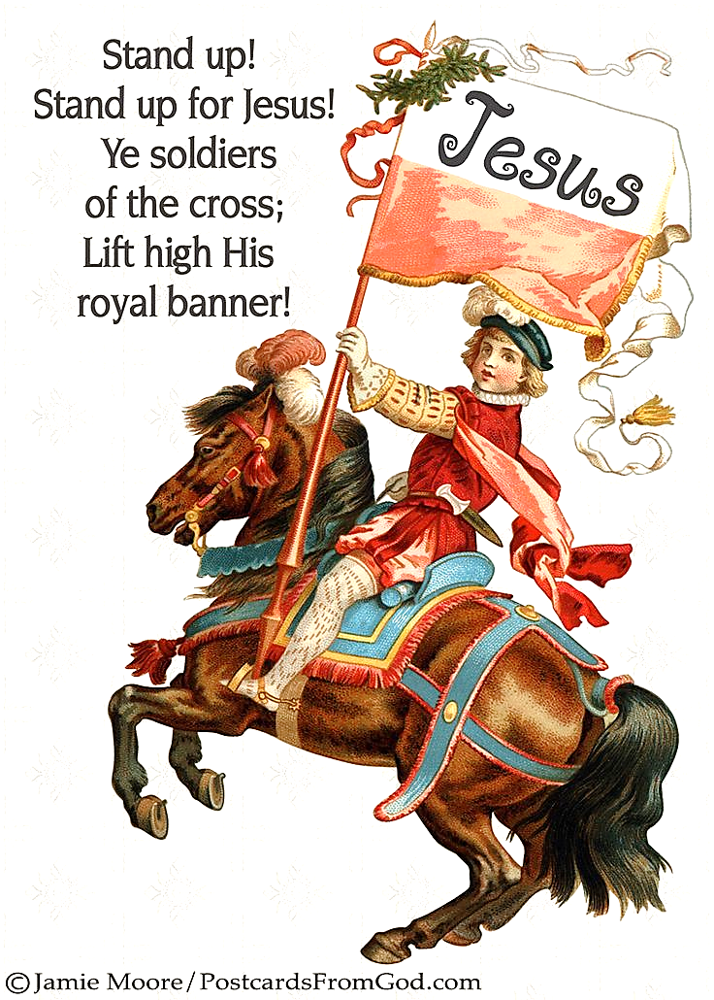 Stand up!
Stand up for Jesus!
Ye soldiers
of the cross;
Lift high His
royal banner!
Jesus
© Jamie Moore/PostcardsFromGod.com